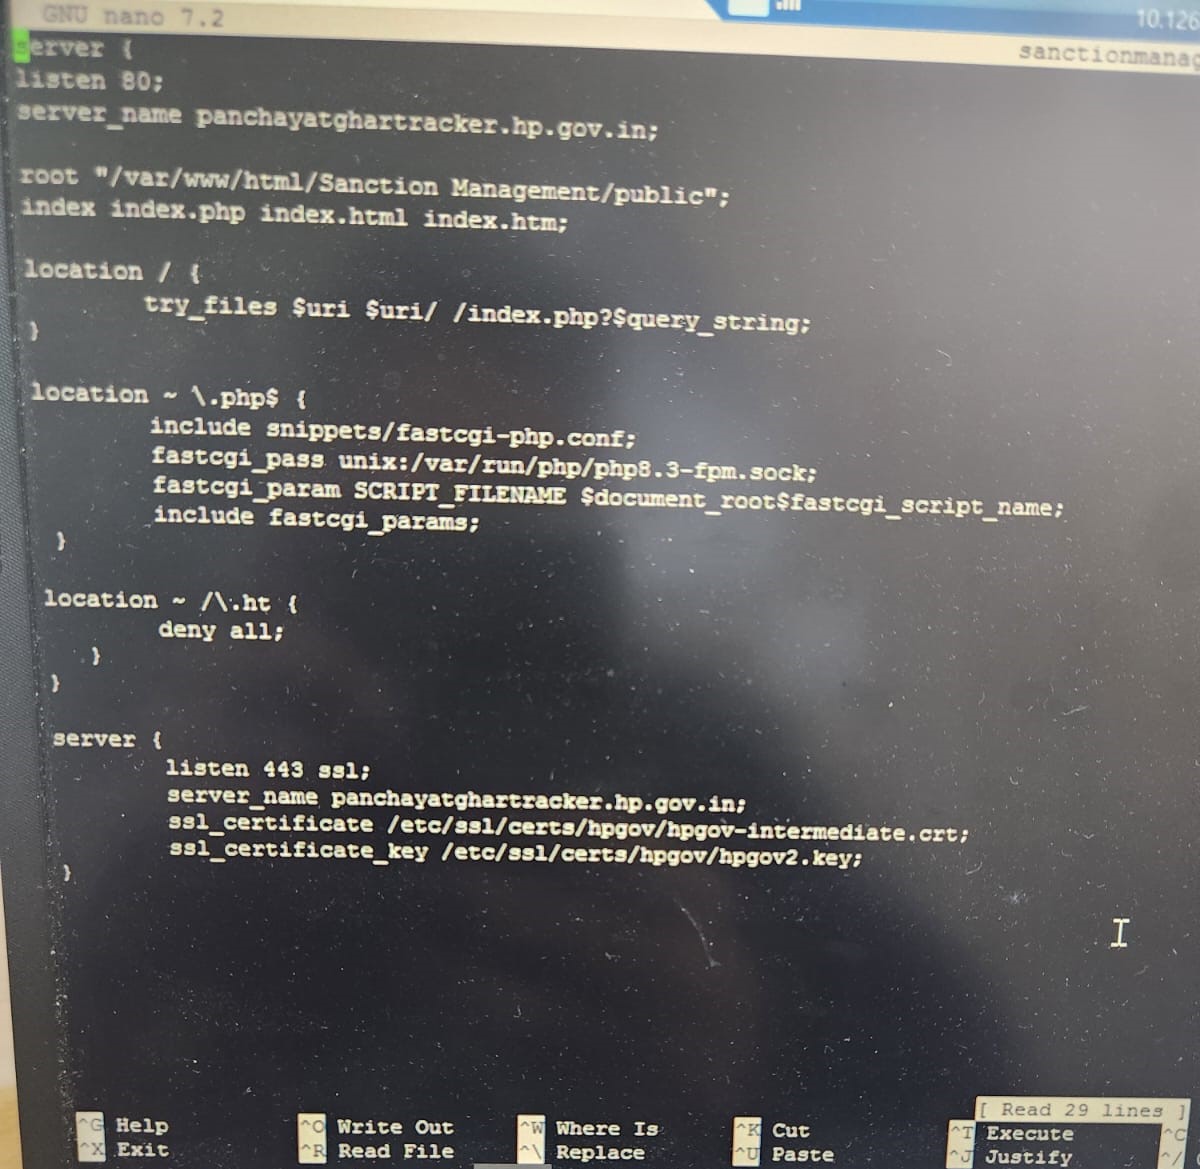 GNU nano 7.2
10.126
sanctionmanag
server {
listen 80;
server_name panchayatghartracker.hp.gov.in;
root "/var/www/html/Sanction Management/public";
index index.php index.html index.htm;
location / {
try_files $uri $uri/ /index.php?$query_string;
}
location ~ \.php$ {
include snippets/fastcgi-php.conf;
fastcgi_pass unix:/var/run/php/php8.3-fpm.sock;
fastcgi_param SCRIPT_FILENAME $document_root$fastcgi_script_name;
include fastcgi_params;
}
location ~ /\.ht {
deny all;
}
}
server {
listen 443 ssl;
server_name panchayatghartracker.hp.gov.in;
ssl_certificate /etc/ssl/certs/hpgov/hpgov-intermediate.crt;
ssl_certificate_key /etc/ssl/certs/hpgov/hpgov2.key;
}
[ Read 29 lines ]
^G Help ^O Write Out ^W Where Is ^K Cut ^T Execute ^C
^X Exit ^R Read File ^\ Replace ^U Paste ^J Justify ^/